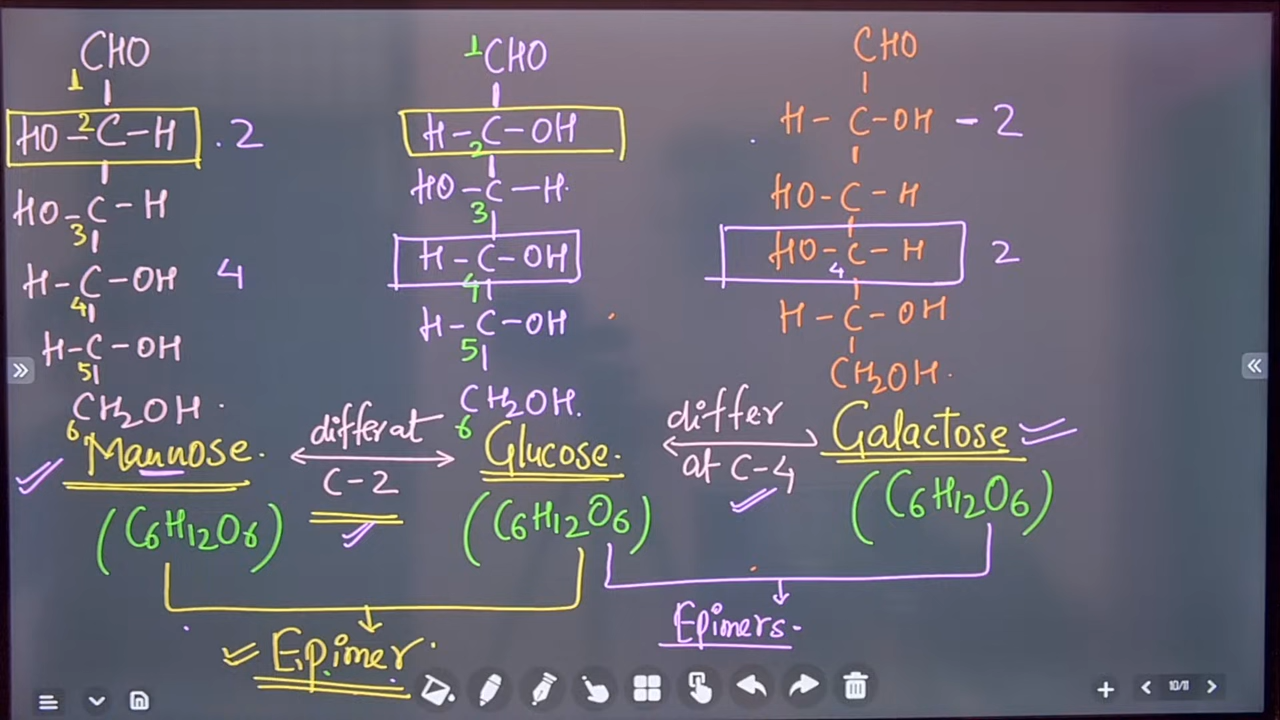 CHO
1
HO-2C-H .2
HO-C-H
3
H-C-OH 4
4
H-C-OH
5
CH2OH.
6
Mannose.
(C6H12O6)
1CHO
H-C-OH
2
HO-C-H.
3
H-C-OH
4
H-C-OH
5
CH2OH.
6
Glucose.
(C6H12O6)
CHO
H-C-OH - 2
HO-C-H
HO-C-H 2
4
H-C-OH
CH2OH.
Galactose
(C6H12O6)
differ at
C-2
differ
at C-4
Epimer.
Epimers.
10/11